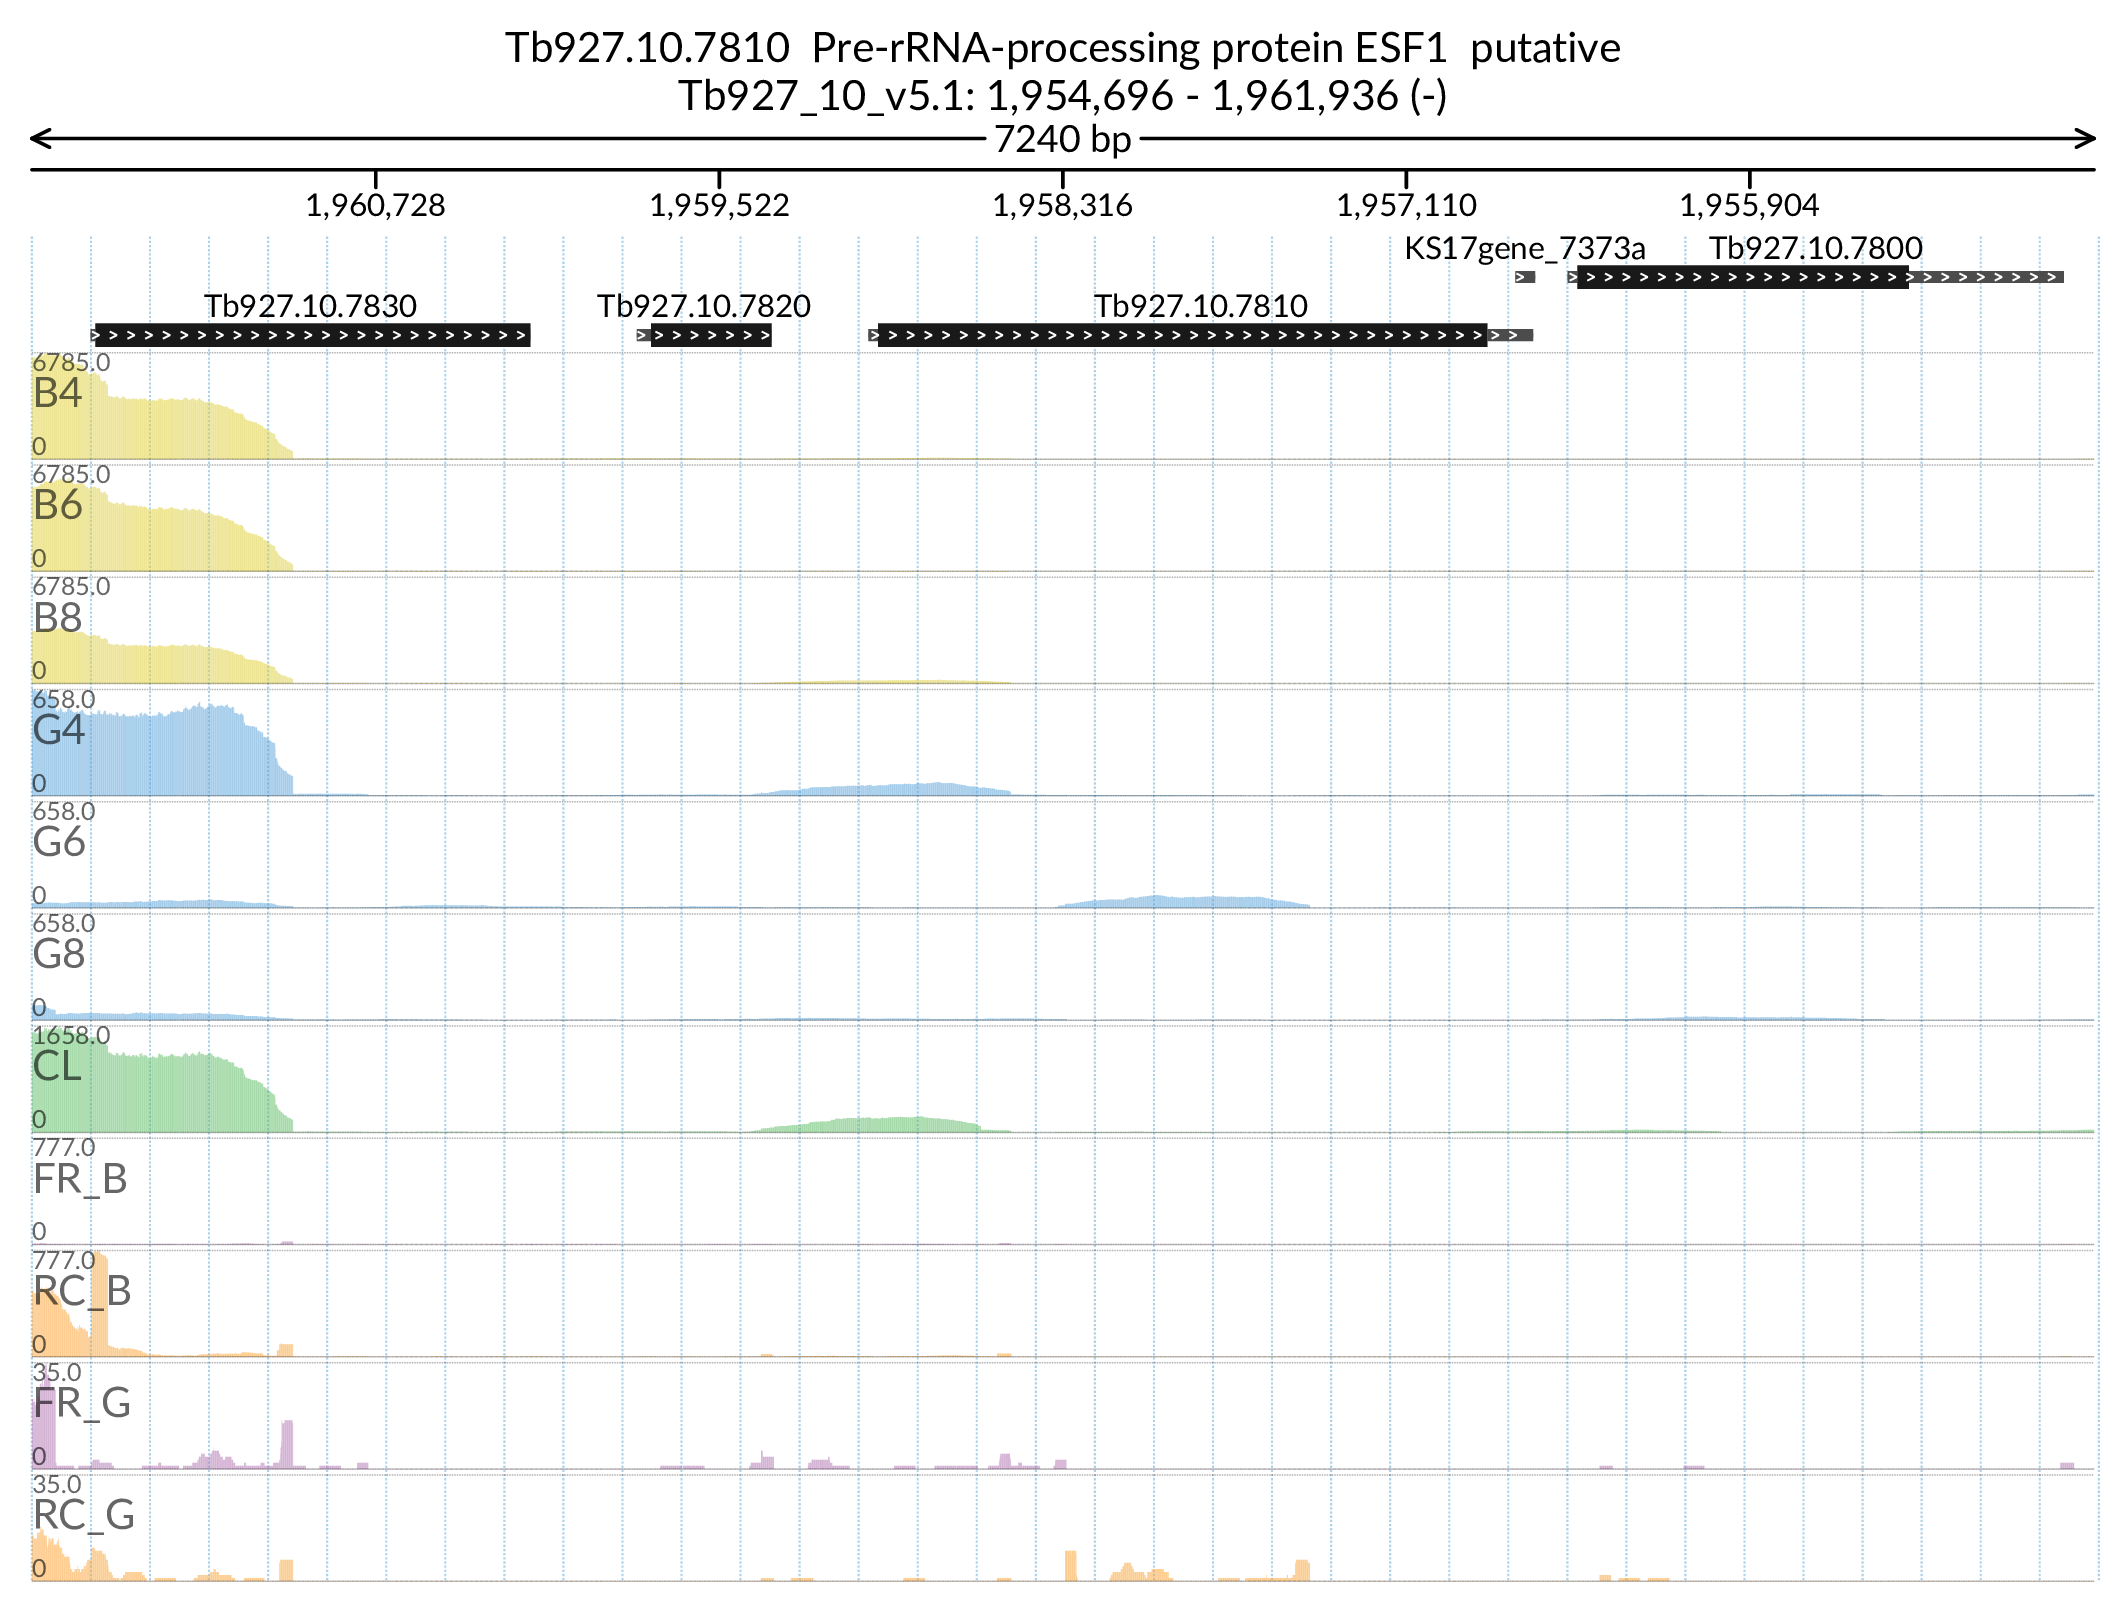 Tb927.10.7810  Pre-rRNA-processing protein ESF1  putative
Tb927_10_v5.1: 1,954,696 - 1,961,936 (-)
7240 bp
1,960,728 1,959,522 1,958,316 1,957,110 1,955,904
KS17gene_7373a Tb927.10.7800
Tb927.10.7830 Tb927.10.7820 Tb927.10.7810
6785.0
B4
0
6785.0
B6
0
6785.0
B8
0
658.0
G4
0
658.0
G6
0
658.0
G8
0
1658.0
CL
0
777.0
FR_B
0
777.0
RC_B
0
35.0
FR_G
0
35.0
RC_G
0